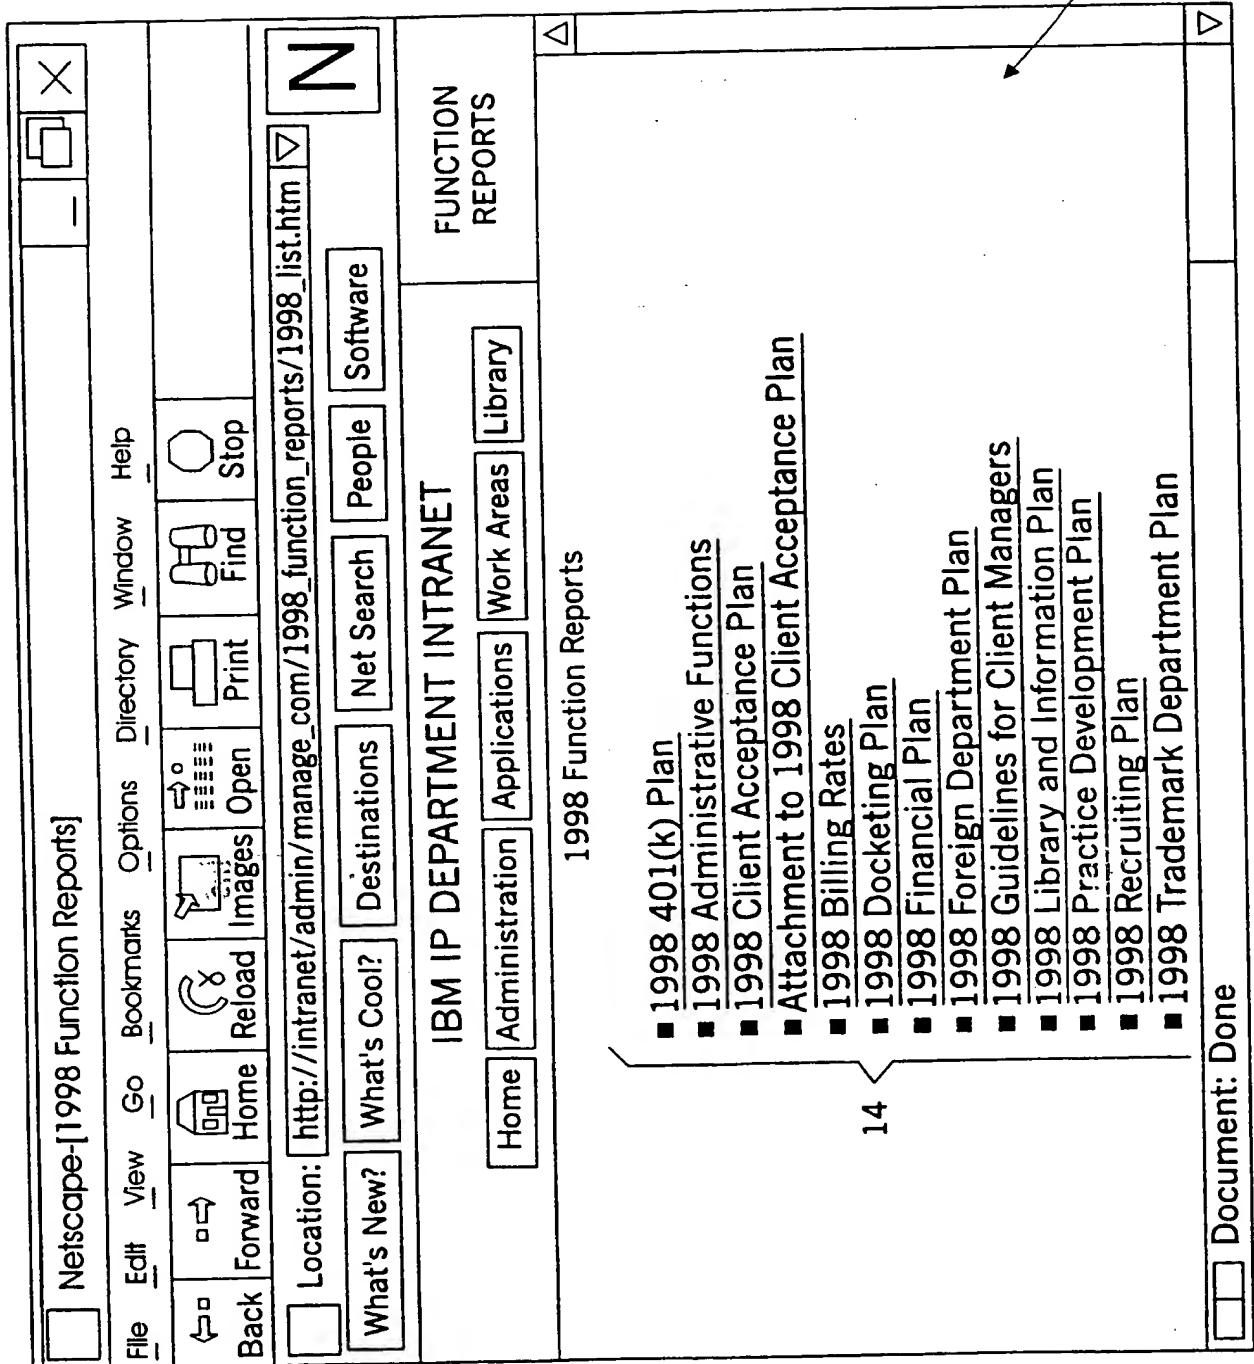 Netscape-[1998 Function Reports]
File Edit View Go Bookmarks Options Directory Window Help
Back Forward Home Reload Images Open Print Find Stop
Location: http://intranet/admin/manage_com/1998_function_reports/1998_list.htm
N
What's New? What's Cool? Destinations Net Search People Software
IBM IP DEPARTMENT INTRANET
FUNCTION
REPORTS
Home Administration Applications Work Areas Library
1998 Function Reports
14
■ 1998 401(k) Plan
■ 1998 Administrative Functions
■ 1998 Client Acceptance Plan
■ Attachment to 1998 Client Acceptance Plan
■ 1998 Billing Rates
■ 1998 Docketing Plan
■ 1998 Financial Plan
■ 1998 Foreign Department Plan
■ 1998 Guidelines for Client Managers
■ 1998 Library and Information Plan
■ 1998 Practice Development Plan
■ 1998 Recruiting Plan
■ 1998 Trademark Department Plan
Document: Done